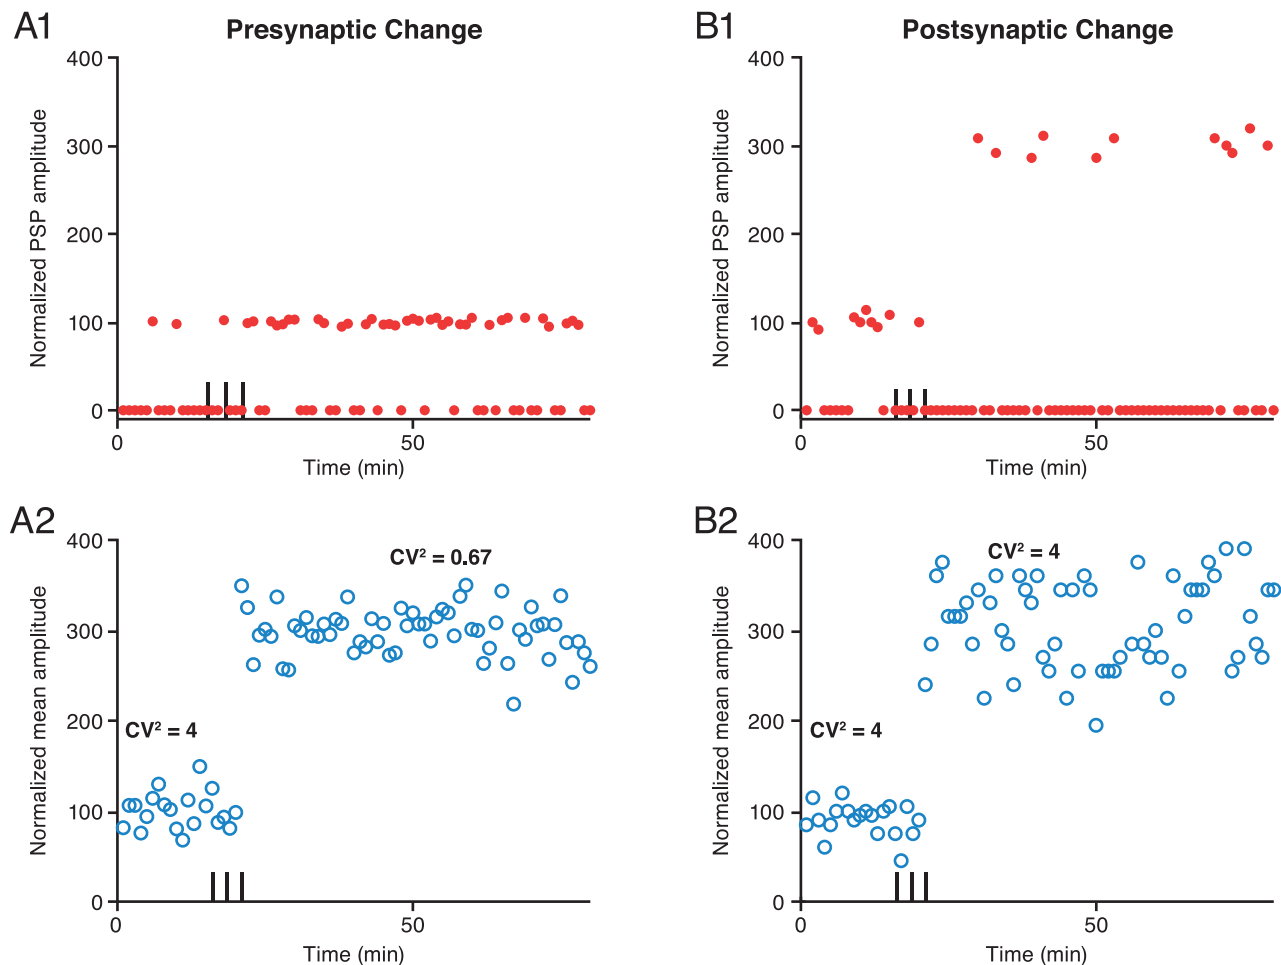 A1
Presynaptic Change
400
300
200
100
0
Normalized PSP amplitude
0
50
Time (min)
B1
Postsynaptic Change
400
300
200
100
0
Normalized PSP amplitude
0
50
Time (min)
A2
400
300
200
100
0
Normalized mean amplitude
CV² = 0.67
CV² = 4
0
50
Time (min)
B2
400
300
200
100
0
Normalized mean amplitude
CV² = 4
CV² = 4
0
50
Time (min)